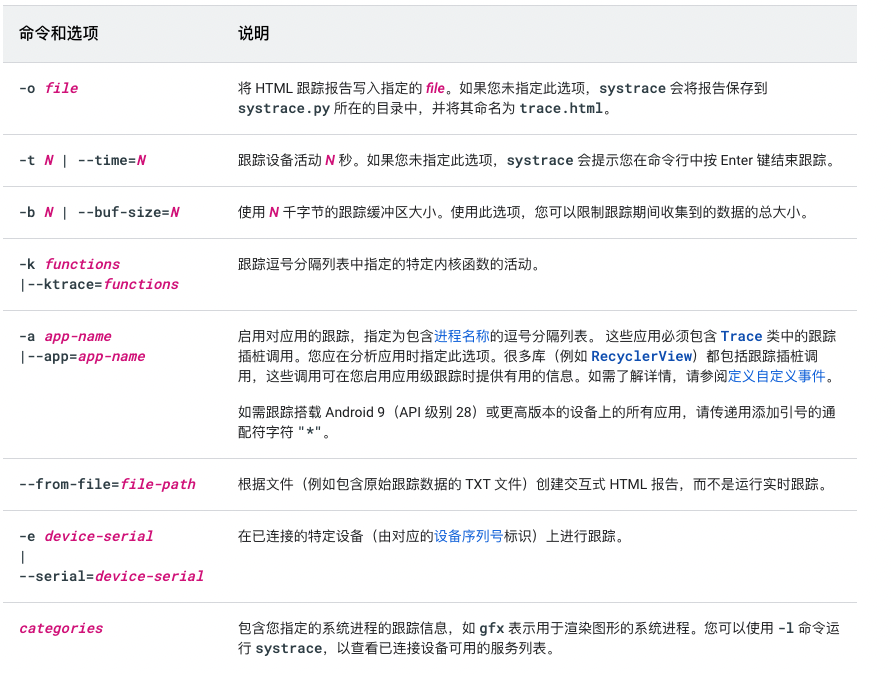 命令和选项 说明
-o file 将 HTML 跟踪报告写入指定的 file。如果您未指定此选项，systrace 会将报告保存到
systrace.py 所在的目录中，并将其命名为 trace.html。
-t N | --time=N 跟踪设备活动 N 秒。如果您未指定此选项，systrace 会提示您在命令行中按 Enter 键结束跟踪。
-b N | --buf-size=N 使用 N 千字节的跟踪缓冲区大小。使用此选项，您可以限制跟踪期间收集到的数据的总大小。
-k functions 跟踪逗号分隔列表中指定的特定内核函数的活动。
|--ktrace=functions
-a app-name 启用对应用的跟踪，指定为包含进程名称的逗号分隔列表。 这些应用必须包含 Trace 类中的跟踪
|--app=app-name 插桩调用。您应在分析应用时指定此选项。很多库（例如 RecyclerView）都包括跟踪插桩调
用，这些调用可在您启用应用级跟踪时提供有用的信息。如需了解详情，请参阅定义自定义事件。
如需跟踪搭载 Android 9（API 级别 28）或更高版本的设备上的所有应用，请传递用添加引号的通
配符字符 "*"。
--from-file=file-path 根据文件（例如包含原始跟踪数据的 TXT 文件）创建交互式 HTML 报告，而不是运行实时跟踪。
-e device-serial 在已连接的特定设备（由对应的设备序列号标识）上进行跟踪。
|
--serial=device-serial
categories 包含您指定的系统进程的跟踪信息，如 gfx 表示用于渲染图形的系统进程。您可以使用 -l 命令运
行 systrace，以查看已连接设备可用的服务列表。